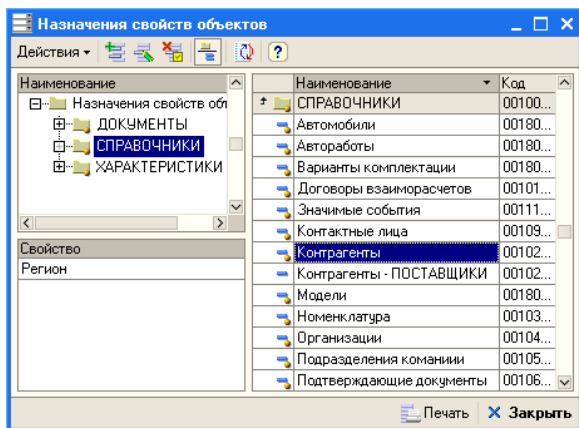 Назначения свойств объектов
Действия
Наименование
Назначения свойств объ
ДОКУМЕНТЫ
СПРАВОЧНИКИ
ХАРАКТЕРИСТИКИ
Свойство
Регион
Наименование Код
СПРАВОЧНИКИ 00100...
Автомобили 00180...
Автоработы 00180...
Варианты комплектации 00180...
Договоры взаиморасчетов 00101...
Значимые события 00111...
Контактные лица 00109...
Контрагенты 00102...
Контрагенты - ПОСТАВЩИКИ 00102...
Модели 00180...
Номенклатура 00103...
Организации 00104...
Подразделения команиии 00105...
Подтверждающие документы 00106...
Печать Закрыть